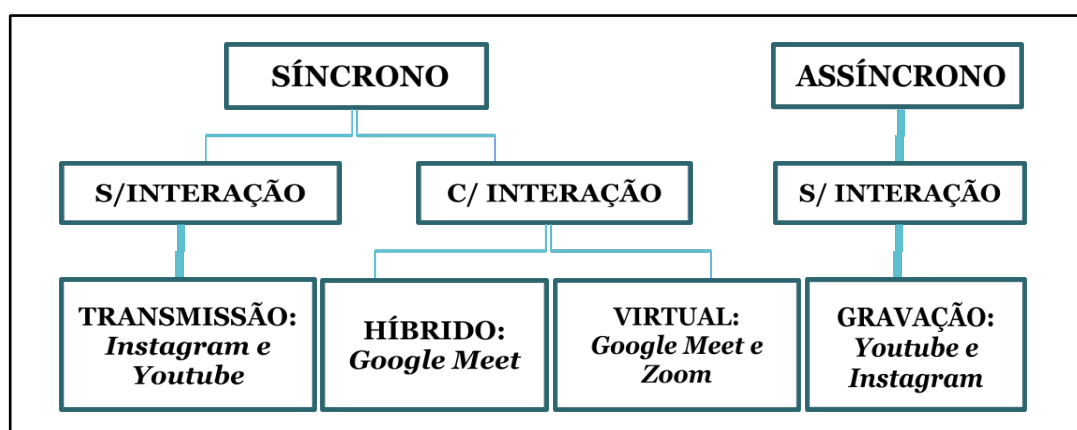 SÍNCRONO
ASSÍNCRONO
S/INTERAÇÃO
C/ INTERAÇÃO
S/ INTERAÇÃO
TRANSMISSÃO:
Instagram e
Youtube
HÍBRIDO:
Google Meet
VIRTUAL:
Google Meet e
Zoom
GRAVAÇÃO:
Youtube e
Instagram